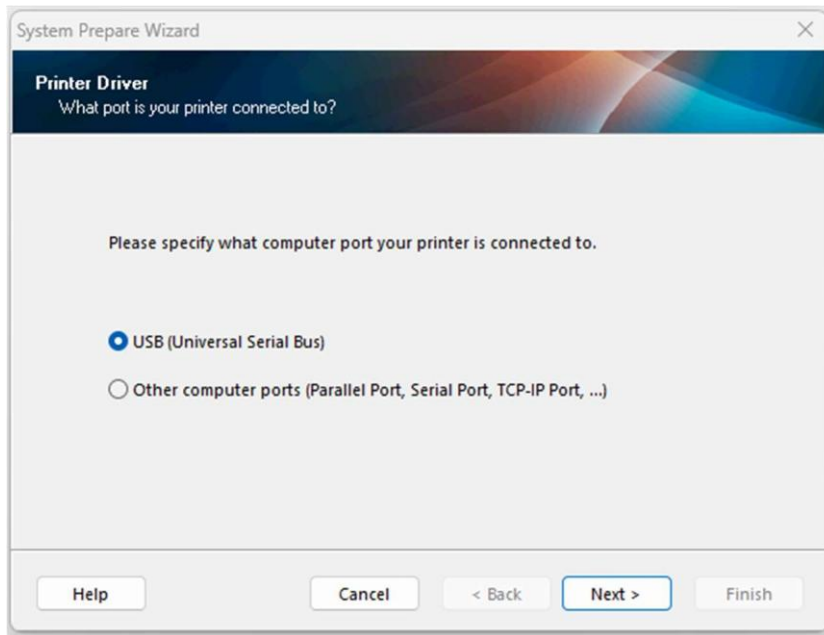 System Prepare Wizard
Printer Driver
What port is your printer connected to?
Please specify what computer port your printer is connected to.
USB (Universal Serial Bus)
Other computer ports (Parallel Port, Serial Port, TCP-IP Port, ...)
Help
Cancel
< Back
Next >
Finish